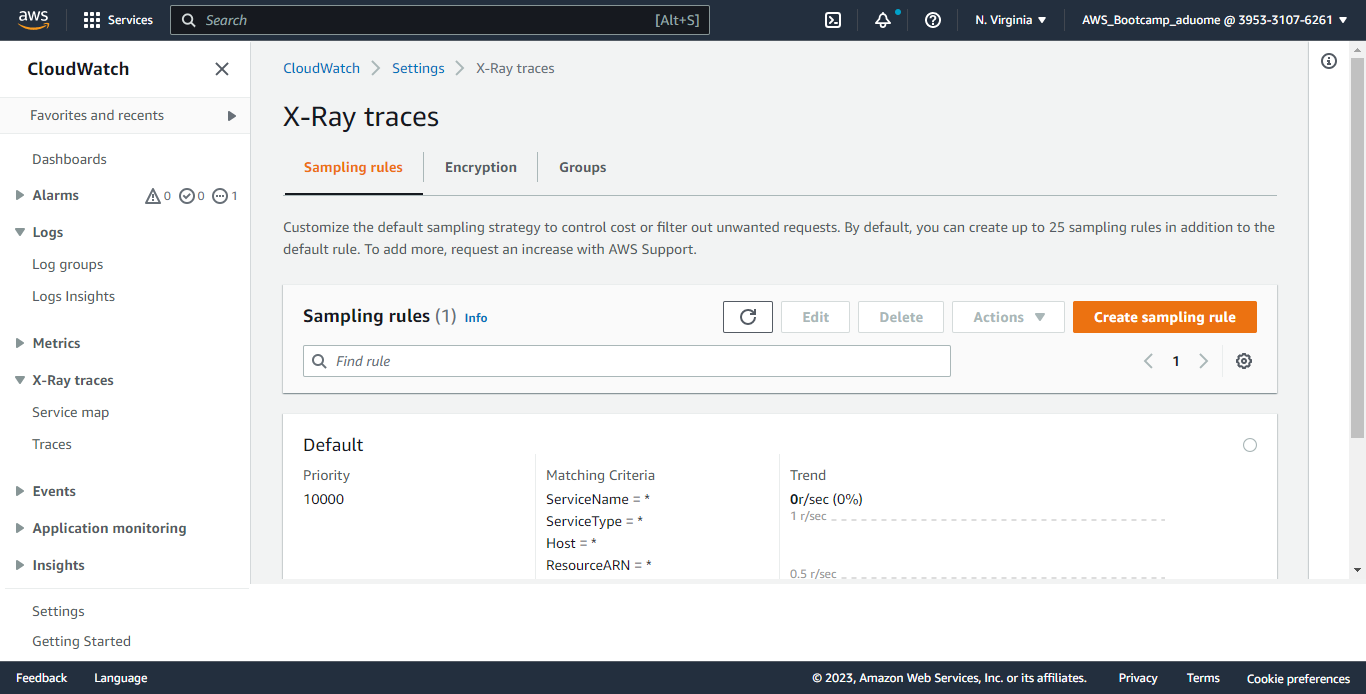 aws
Services
Search [Alt+S]
N. Virginia
AWS_Bootcamp_aduome @ 3953-3107-6261
CloudWatch
Favorites and recents
Dashboards
Alarms 0 0 1
Logs
Log groups
Logs Insights
Metrics
X-Ray traces
Service map
Traces
Events
Application monitoring
Insights
Settings
Getting Started
CloudWatch Settings X-Ray traces
X-Ray traces
Sampling rules Encryption Groups
Customize the default sampling strategy to control cost or filter out unwanted requests. By default, you can create up to 25 sampling rules in addition to the
default rule. To add more, request an increase with AWS Support.
Sampling rules (1) Info
Edit Delete Actions Create sampling rule
Find rule
1
Default
Priority
10000
Matching Criteria
ServiceName = *
ServiceType = *
Host = *
ResourceARN = *
Trend
0r/sec (0%)
1 r/sec
0.5 r/sec
Feedback Language © 2023, Amazon Web Services, Inc. or its affiliates. Privacy Terms Cookie preferences